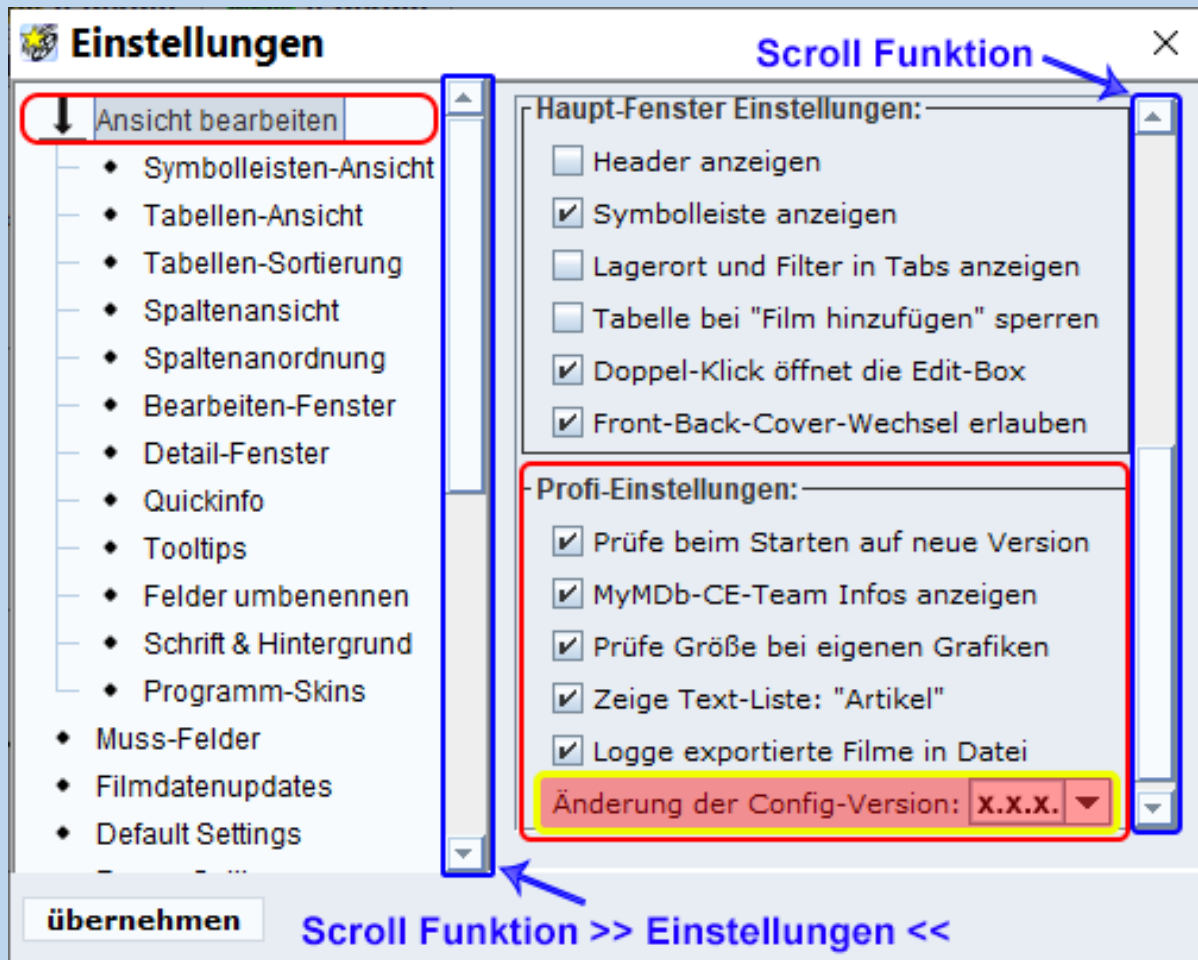 Einstellungen
Scroll Funktion
Ansicht bearbeiten
Symbolleisten-Ansicht
Tabellen-Ansicht
Tabellen-Sortierung
Spaltenansicht
Spaltenanordnung
Bearbeiten-Fenster
Detail-Fenster
Quickinfo
Tooltips
Felder umbenennen
Schrift & Hintergrund
Programm-Skins
Muss-Felder
Filmdatenupdates
Default Settings
Haupt-Fenster Einstellungen:
Header anzeigen
Symbolleiste anzeigen
Lagerort und Filter in Tabs anzeigen
Tabelle bei "Film hinzufügen" sperren
Doppel-Klick öffnet die Edit-Box
Front-Back-Cover-Wechsel erlauben
Profi-Einstellungen:
Prüfe beim Starten auf neue Version
MyMDb-CE-Team Infos anzeigen
Prüfe Größe bei eigenen Grafiken
Zeige Text-Liste: "Artikel"
Logge exportierte Filme in Datei
Änderung der Config-Version: x.x.x.
übernehmen
Scroll Funktion >> Einstellungen <<